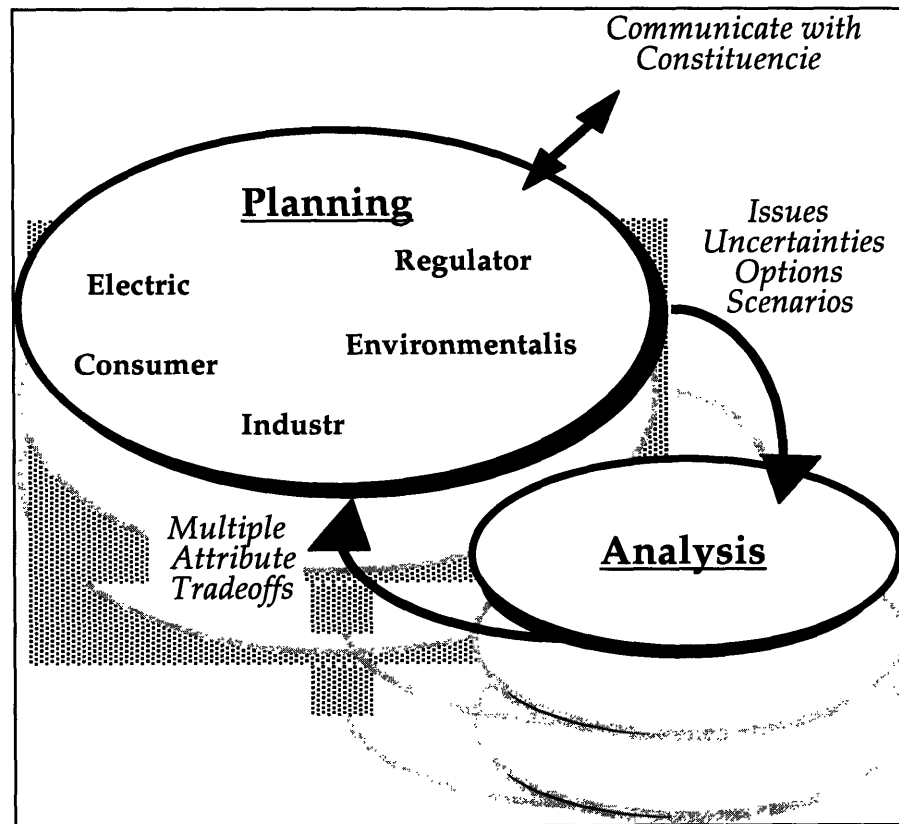 Communicate with
Constituencie
Planning
Regulator
Electric
Environmentalis
Consumer
Industr
Issues
Uncertainties
Options
Scenarios
Multiple
Attribute
Tradeoffs
Analysis